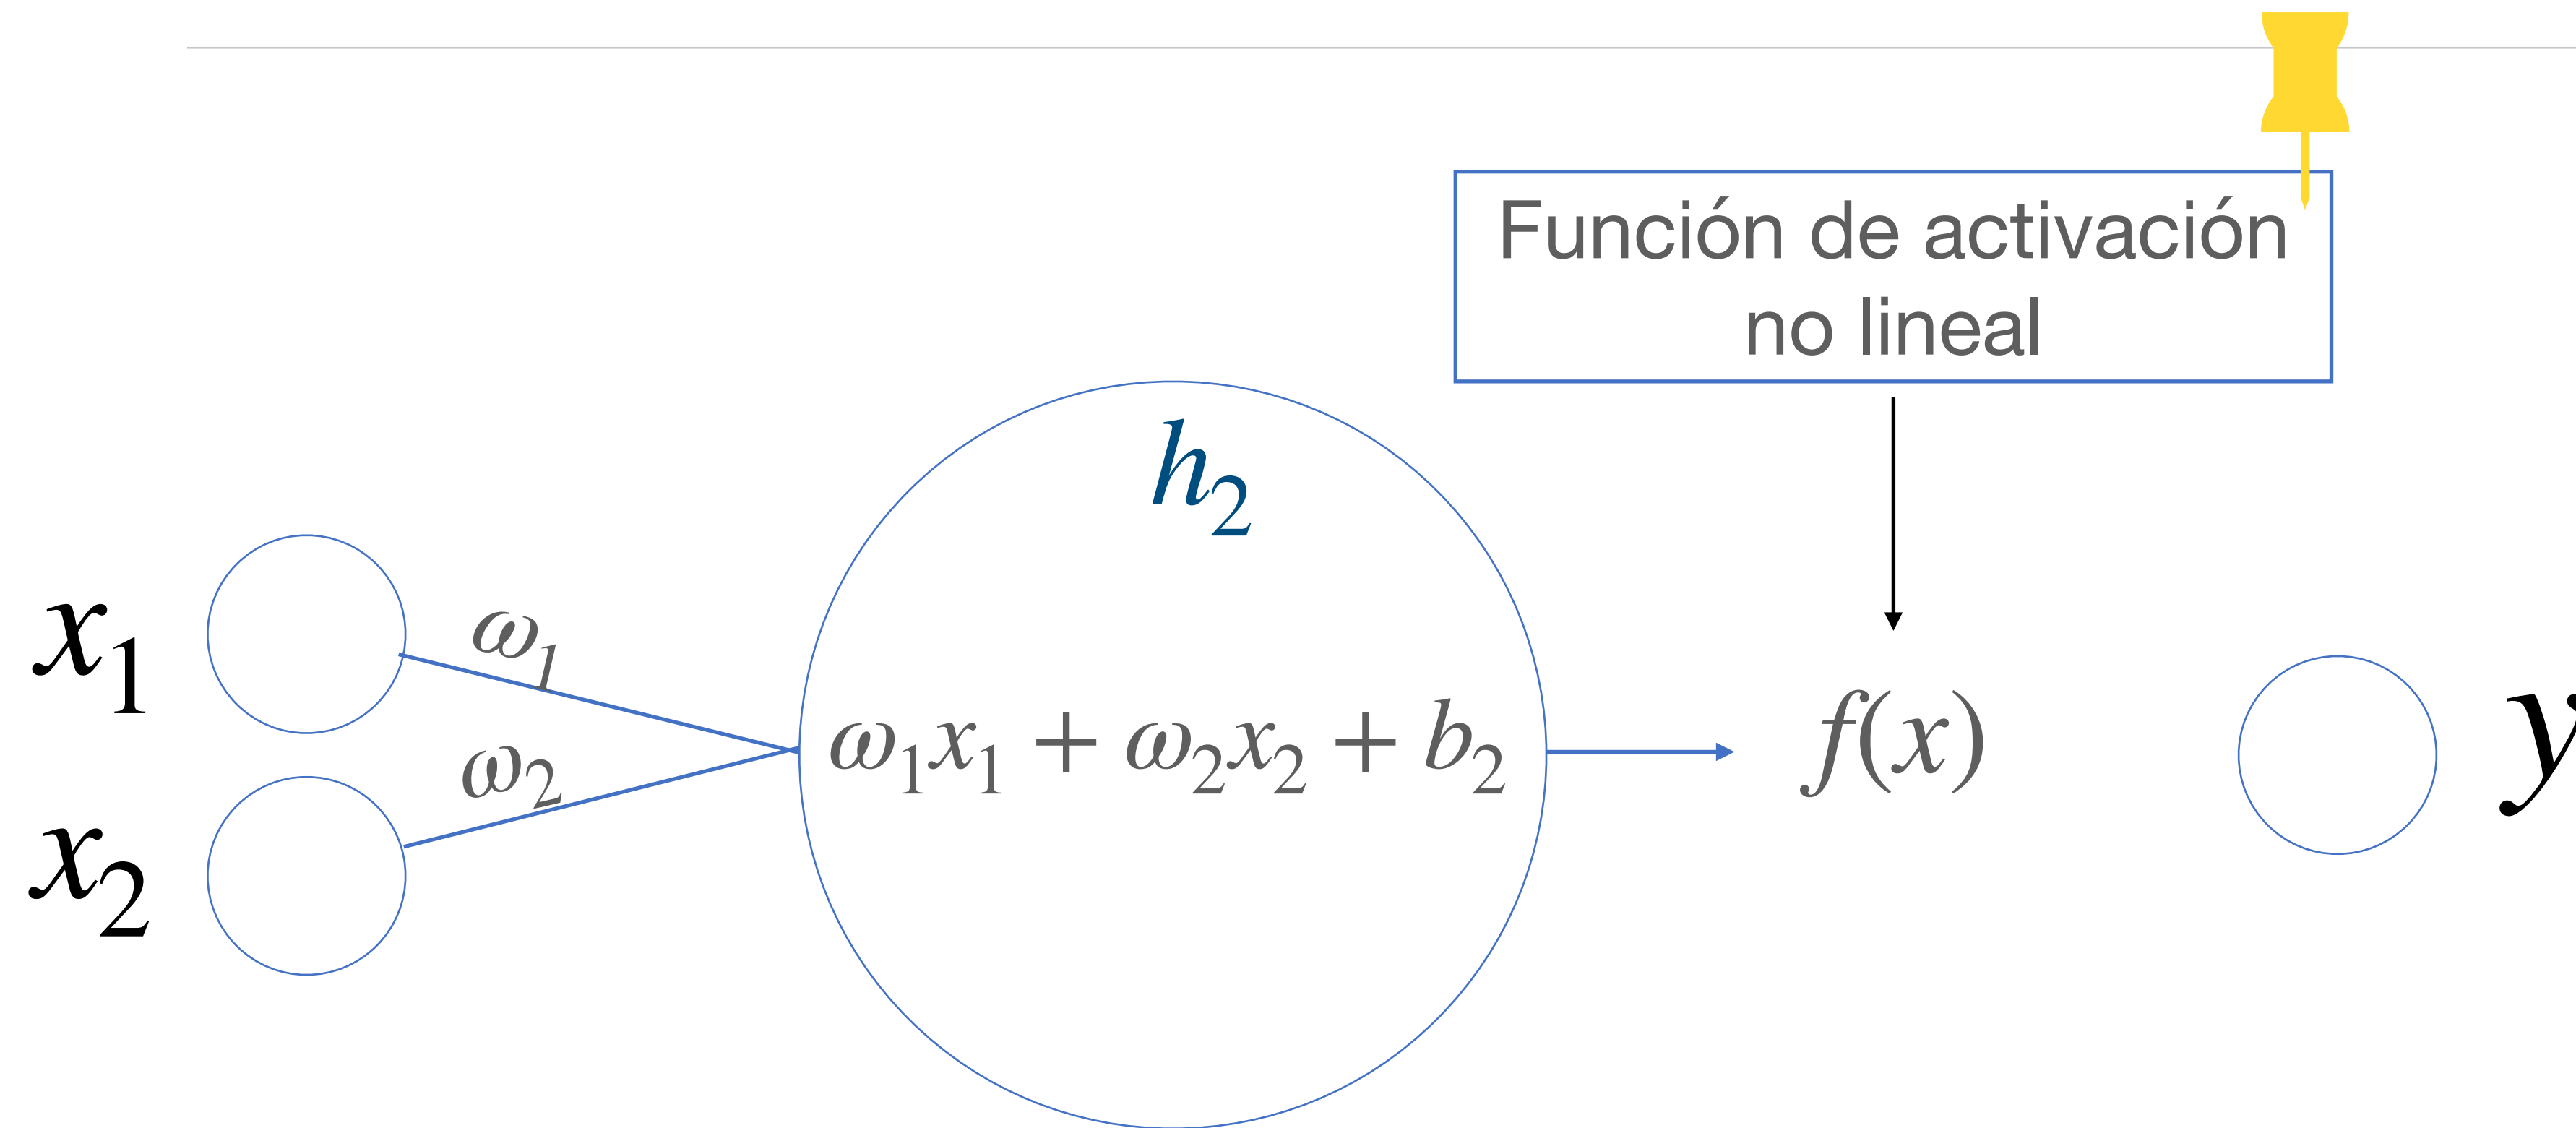 Función de activación
no lineal
h₂
x₁
ω₁
ω₁x₁ + ω₂x₂ + b₂
f(x)
y
ω₂
x₂